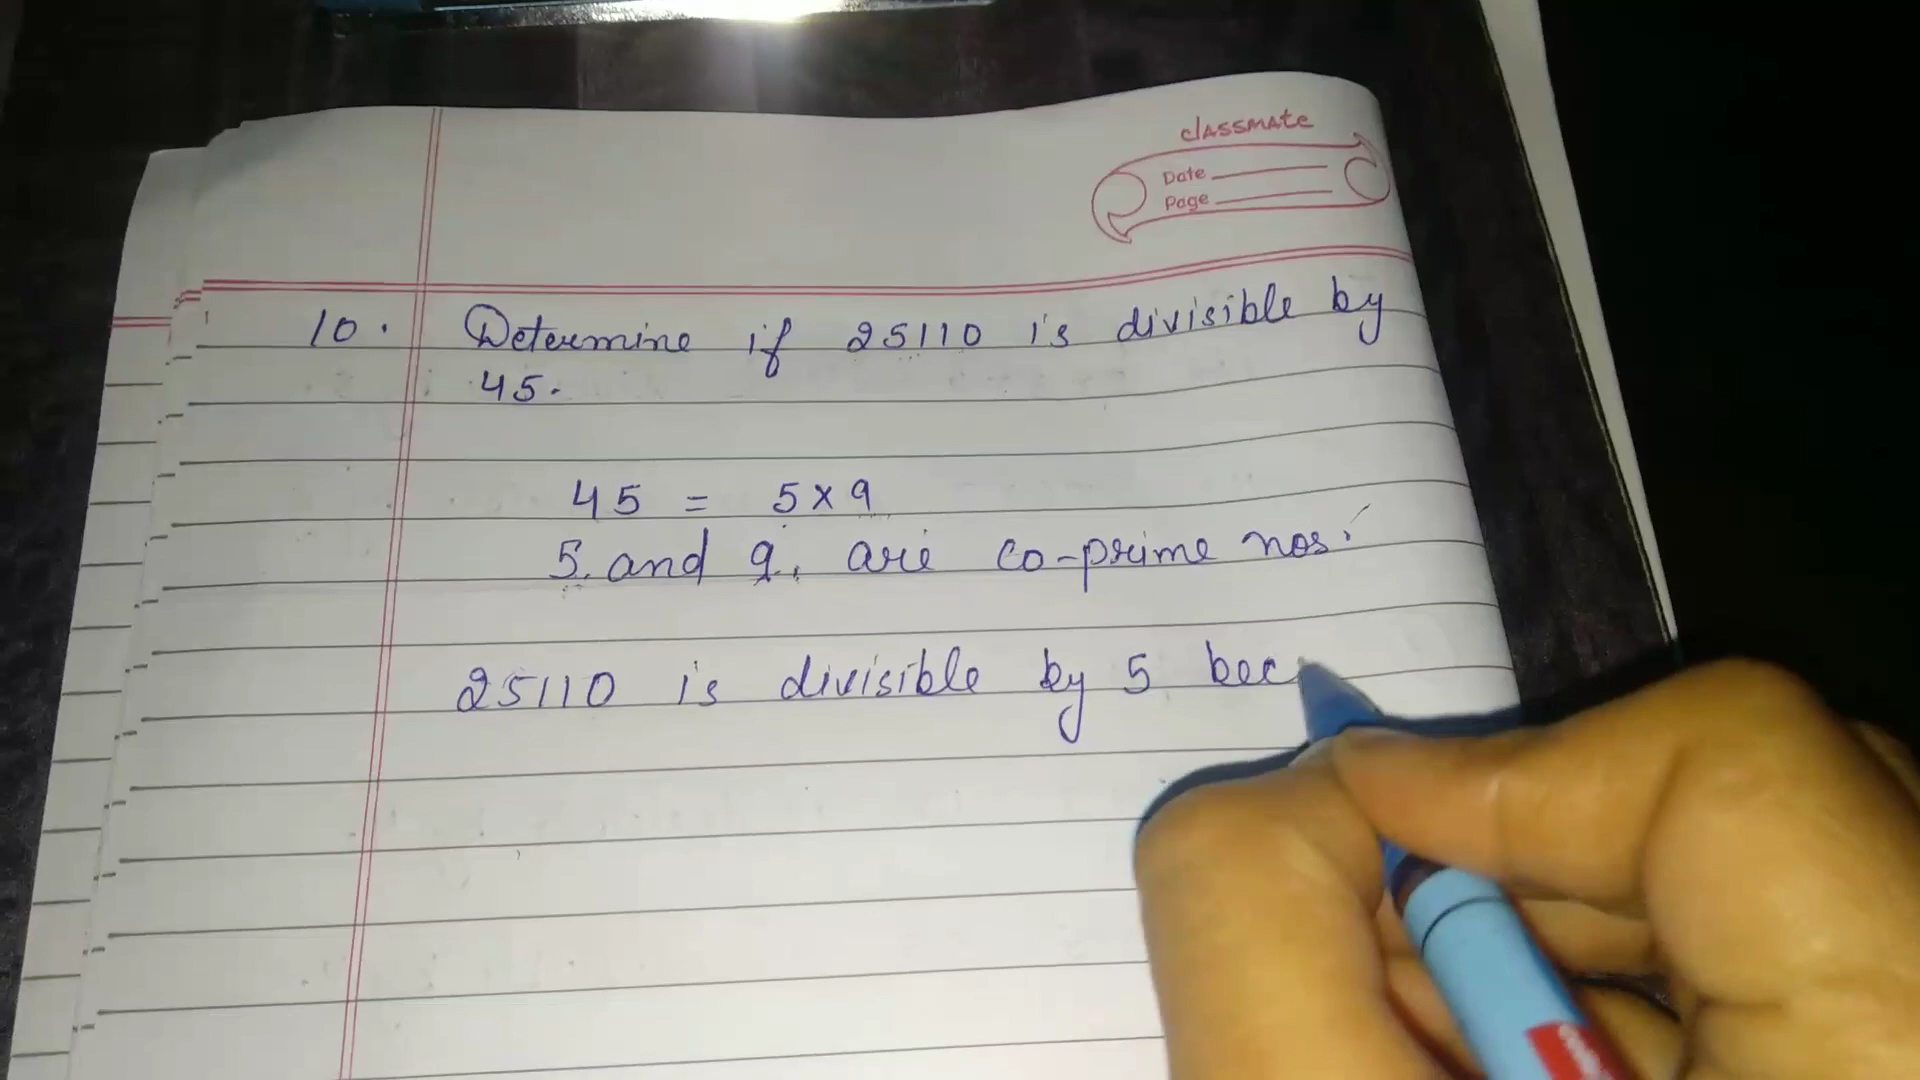 classmate
Date
Page
10. Determine if 25110 is divisible by
45.
45 = 5×9
5 and 9, are co-prime nos.
25110 is divisible by 5 bec